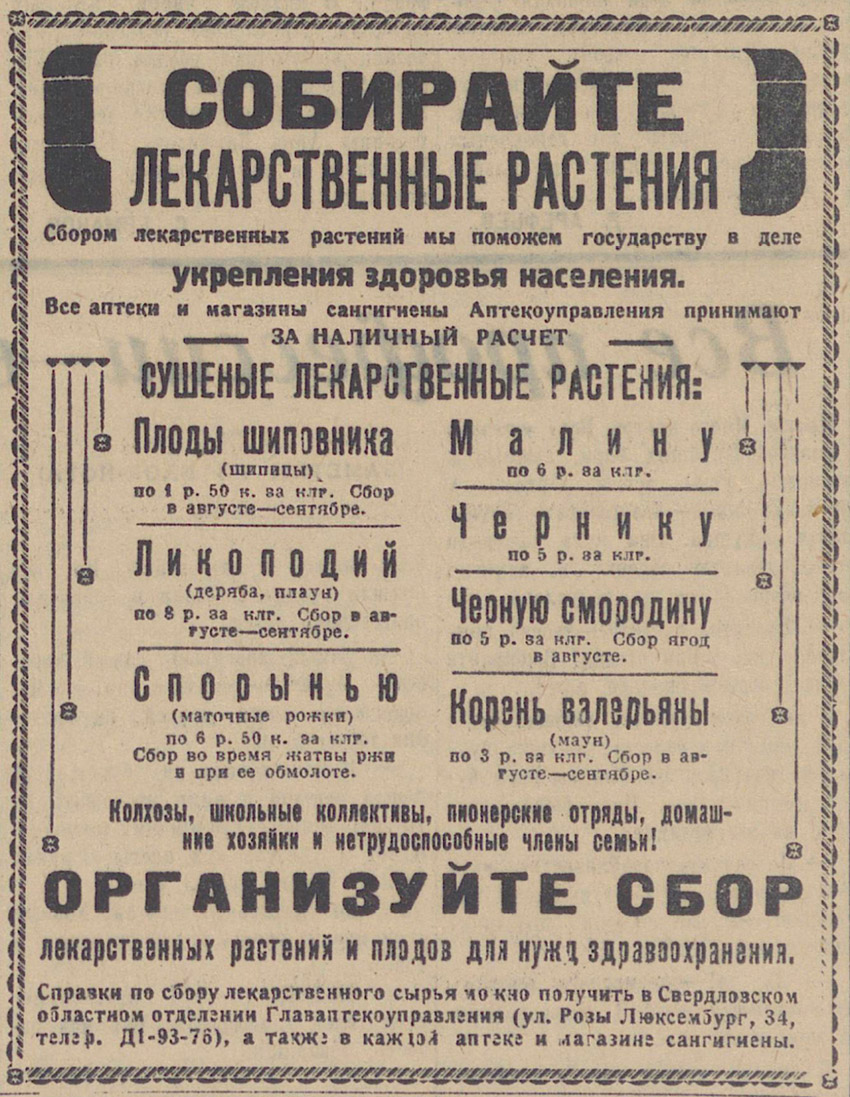 СОБИРАЙТЕ
ЛЕКАРСТВЕННЫЕ РАСТЕНИЯ
Сбором лекарственных растений мы поможем государству в деле
укрепления здоровья населения.
Все аптеки и магазины сангигиены Аптекоуправления принимают
ЗА НАЛИЧНЫЙ РАСЧЕТ
СУШЕНЫЕ ЛЕКАРСТВЕННЫЕ РАСТЕНИЯ:
Плоды шиповника
(шипицы)
по 1 р. 50 к. за клг. Сбор
в августе—сентябре.
Ликоподий
(деряба, плаун)
по 8 р. за клг. Сбор в ав-
густе—сентябре.
Спорынью
(маточные рожки)
по 6 р. 50 к. за клг.
Сбор во время жатвы ржи
и при ее обмолоте.
Малину
по 6 р. за клг.
Чернику
по 5 р. за клг.
Черную смородину
по 5 р. за клг. Сбор ягод
в августе.
Корень валерьяны
(маун)
по 3 р. за клг. Сбор в ав-
густе—сентябре.
Колхозы, школьные коллективы, пионерские отряды, домаш-
ние хозяйки и нетрудоспособные члены семьи!
ОРГАНИЗУЙТЕ СБОР
лекарственных растений и плодов для нужд здравоохранения.
Справки по сбору лекарственного сырья можно получить в Свердловском
областном отделении Главаптекоуправления (ул. Розы Люксембург, 34,
телеф. Д1-93-76), а также в каждой аптеке и магазине сангигиены.